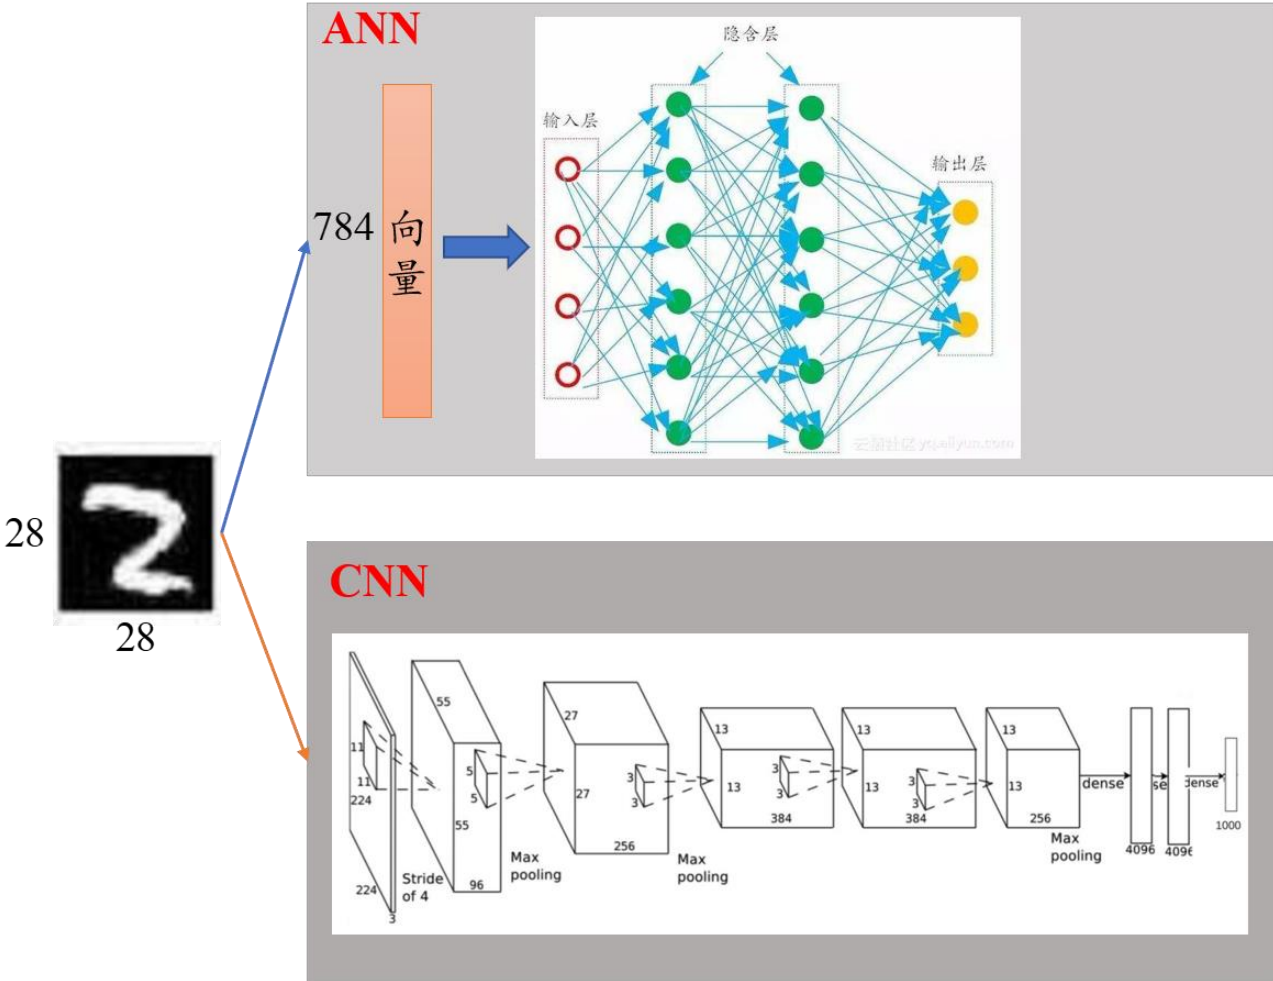 ANN
隐含层
输入层
输出层
784
向
量
28
28
CNN
11
11
224
224
3
Stride
of 4
55
55
5
5
96
Max
pooling
27
27
3
3
256
Max
pooling
13
13
3
3
384
13
13
3
3
384
13
13
256
Max
pooling
dense
4096
se
4096
dense
1000